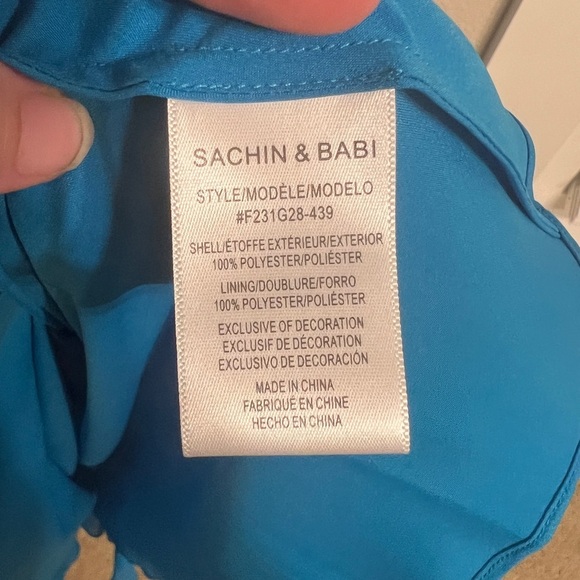 SACHIN & BABI
STYLE/MODÈLE/MODELO
#F231G28-439
SHELL/ÉTOFFE EXTÉRIEUR/EXTERIOR
100% POLYESTER/POLIÉSTER
LINING/DOUBLURE/FORRO
100% POLYESTER/POLIÉSTER
EXCLUSIVE OF DECORATION
EXCLUSIF DE DÉCORATION
EXCLUSIVO DE DECORACIÓN
MADE IN CHINA
FABRIQUÉ EN CHINE
HECHO EN CHINA